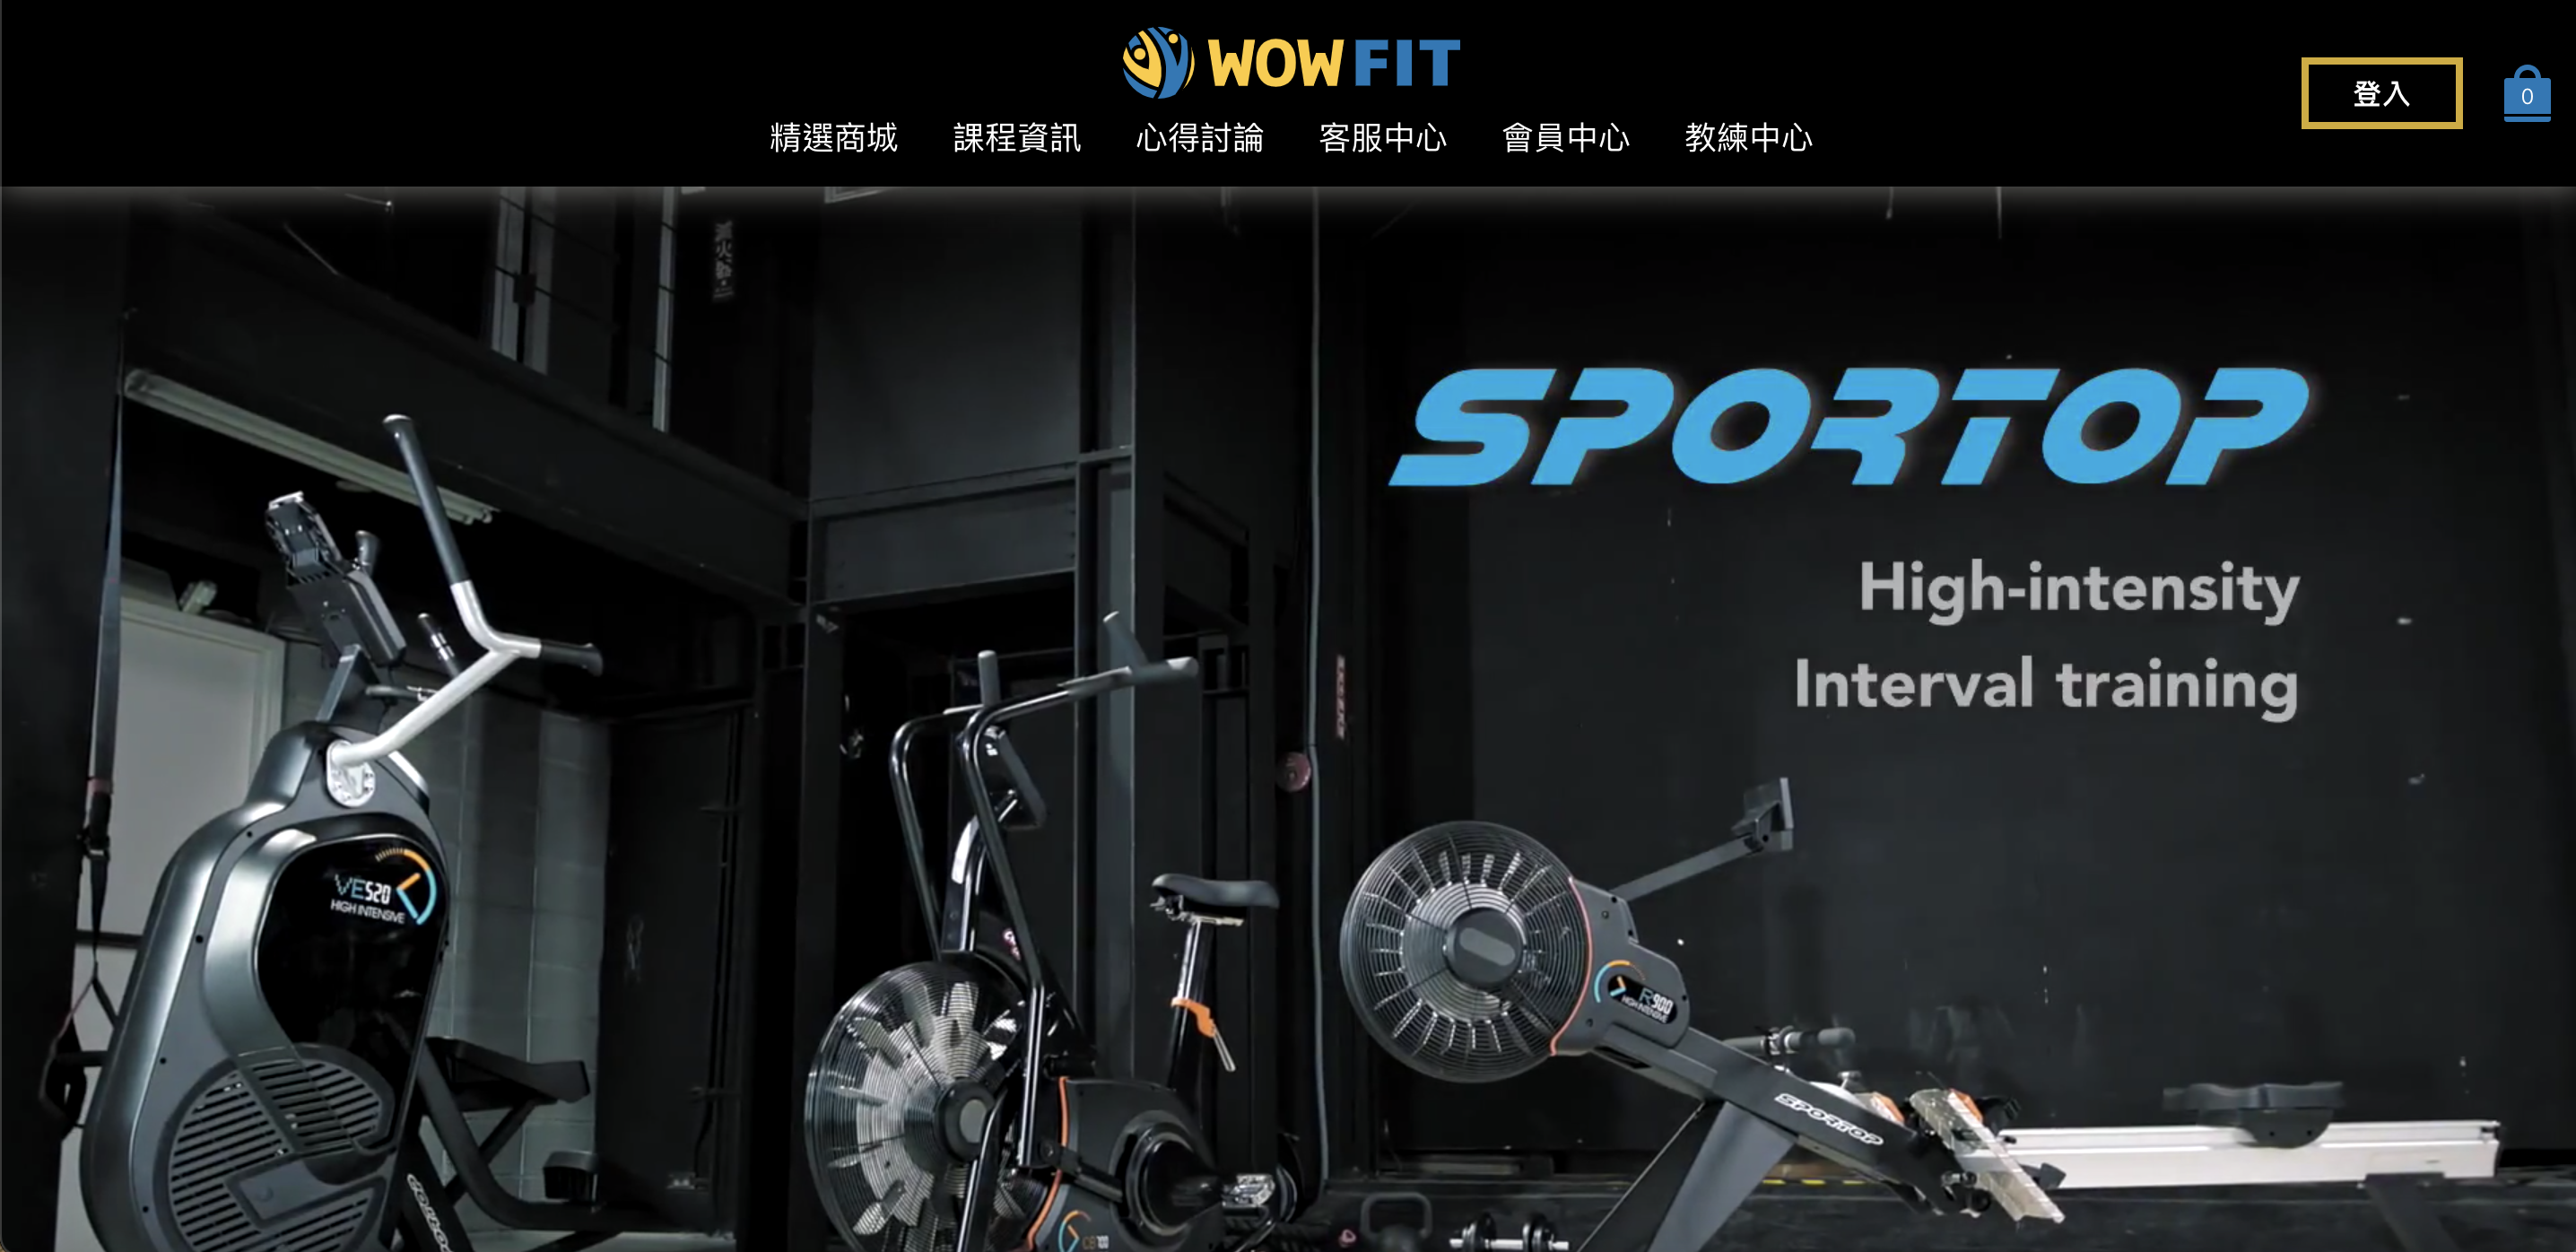 WOWFIT
登入
0
精選商城 課程資訊 心得討論 客服中心 會員中心 教練中心
SPORTOP
High-intensity
Interval training
VE520
HIGH INTENSIVE
R900
HIGH INTENSIVE
SPORTOP